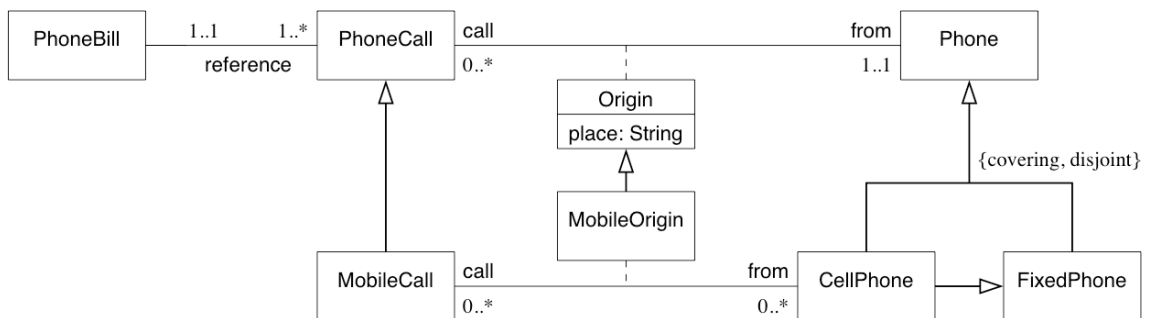 PhoneBill
1..1
1..*
reference
PhoneCall
call
0..*
from
1..1
Phone
Origin
place: String
{covering, disjoint}
MobileOrigin
MobileCall
call
0..*
from
0..*
CellPhone
FixedPhone